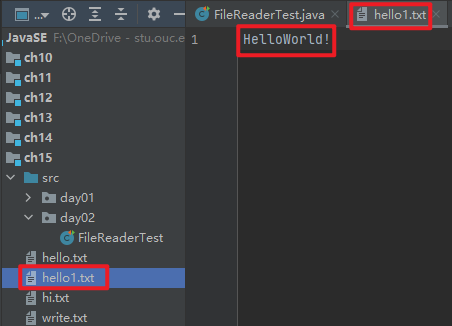 FileReaderTest.java
hello1.txt
JavaSE F:\OneDrive - stu.ouc.e
1 HelloWorld!
ch10
ch11
ch12
ch13
ch14
ch15
src
day01
day02
FileReaderTest
hello.txt
hello1.txt
hi.txt
write.txt